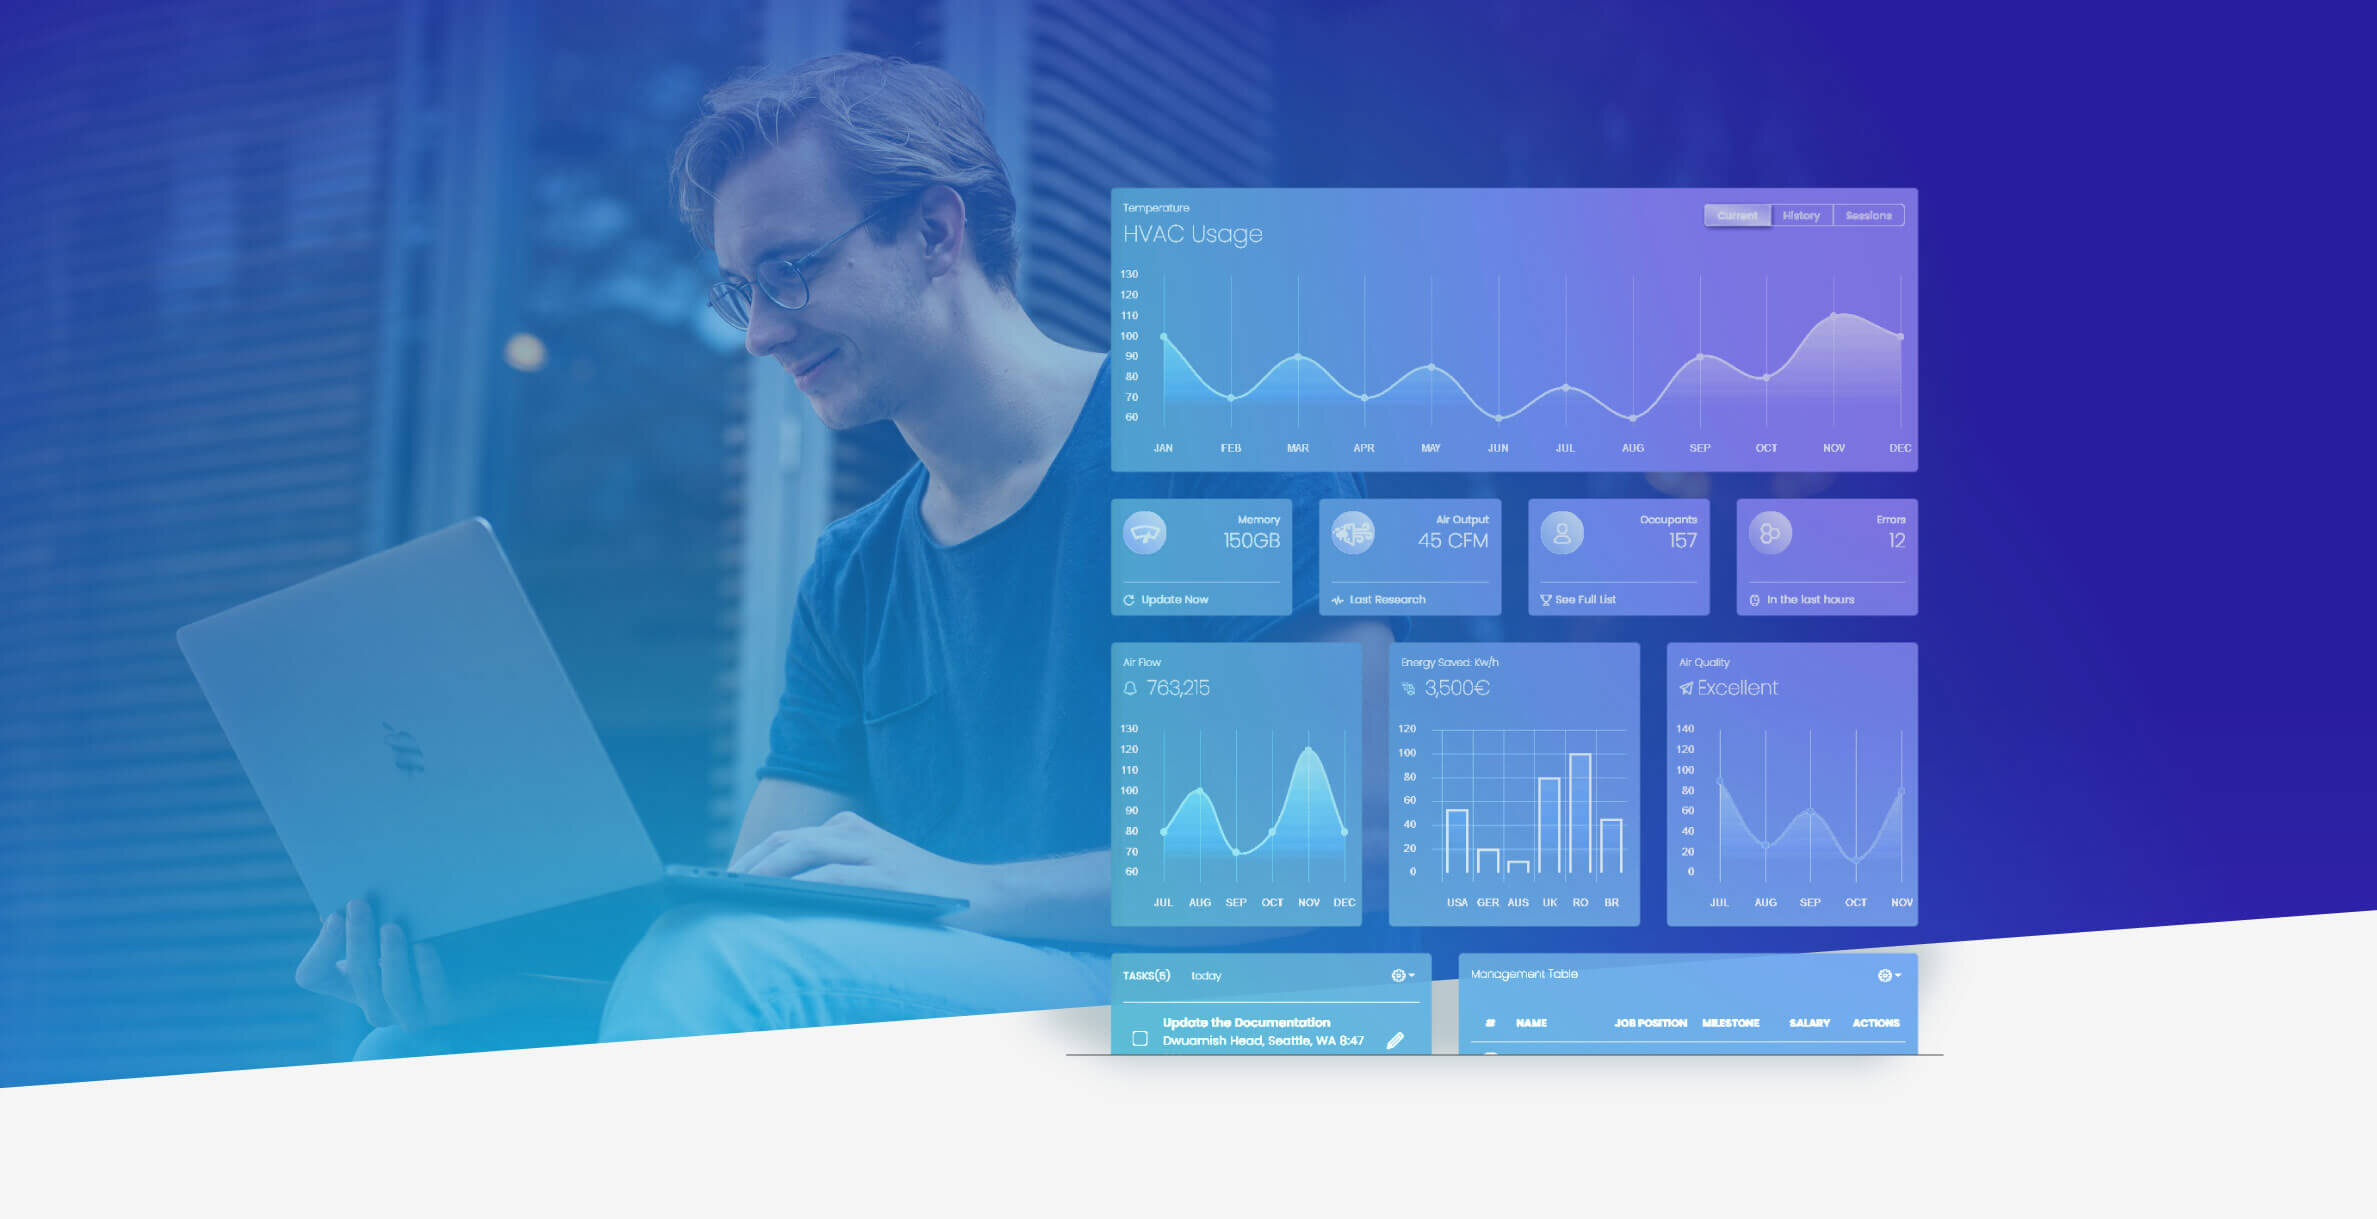 Temperature
HVAC Usage
Current History Sessions
130
120
110
100
90
80
70
60
JAN FEB MAR APR MAY JUN JUL AUG SEP OCT NOV DEC
Memory
150GB
Update Now
Air Output
45 CFM
Last Research
Occupants
157
See Full List
Errors
12
In the last hours
Air Flow
763,215
130
120
110
100
90
80
70
60
JUL AUG SEP OCT NOV DEC
Energy Saved: Kw/h
3,500€
120
100
80
60
40
20
0
USA GER AUS UK RO BR
Air Quality
Excellent
140
120
100
80
60
40
20
0
JUL AUG SEP OCT NOV
TASKS(5) today
Update the Documentation
Dwuamish Head, Seattle, WA 8:47
Management Table
# NAME JOB POSITION MILESTONE SALARY ACTIONS